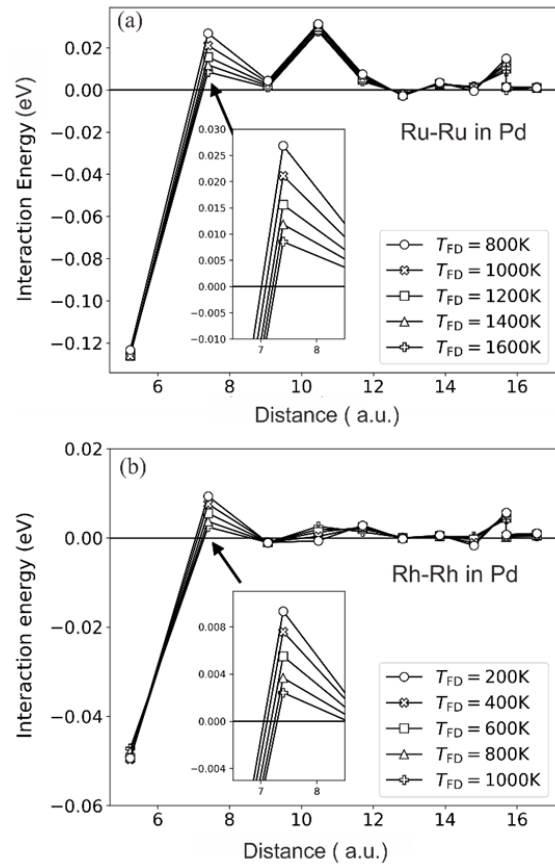 (a)
0.02
0.00
−0.02
−0.04
−0.06
−0.08
−0.10
−0.12
Interaction Energy (eV)
Ru-Ru in Pd
0.030
0.025
0.020
0.015
0.010
0.005
0.000
−0.005
−0.010
7 8
T_FD = 800K
T_FD = 1000K
T_FD = 1200K
T_FD = 1400K
T_FD = 1600K
6 8 10 12 14 16
Distance ( a.u.)
(b)
0.02
0.00
−0.02
−0.04
−0.06
Interaction energy (eV)
Rh-Rh in Pd
0.008
0.004
0.000
−0.004
7 8
T_FD = 200K
T_FD = 400K
T_FD = 600K
T_FD = 800K
T_FD = 1000K
6 8 10 12 14 16
Distance ( a.u.)